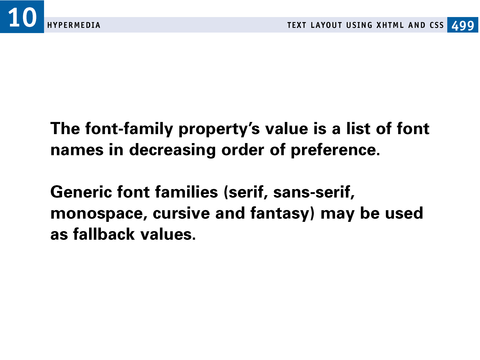 10 HYPERMEDIA TEXT LAYOUT USING XHTML AND CSS 499
The font-family property’s value is a list of font
names in decreasing order of preference.
Generic font families (serif, sans-serif,
monospace, cursive and fantasy) may be used
as fallback values.